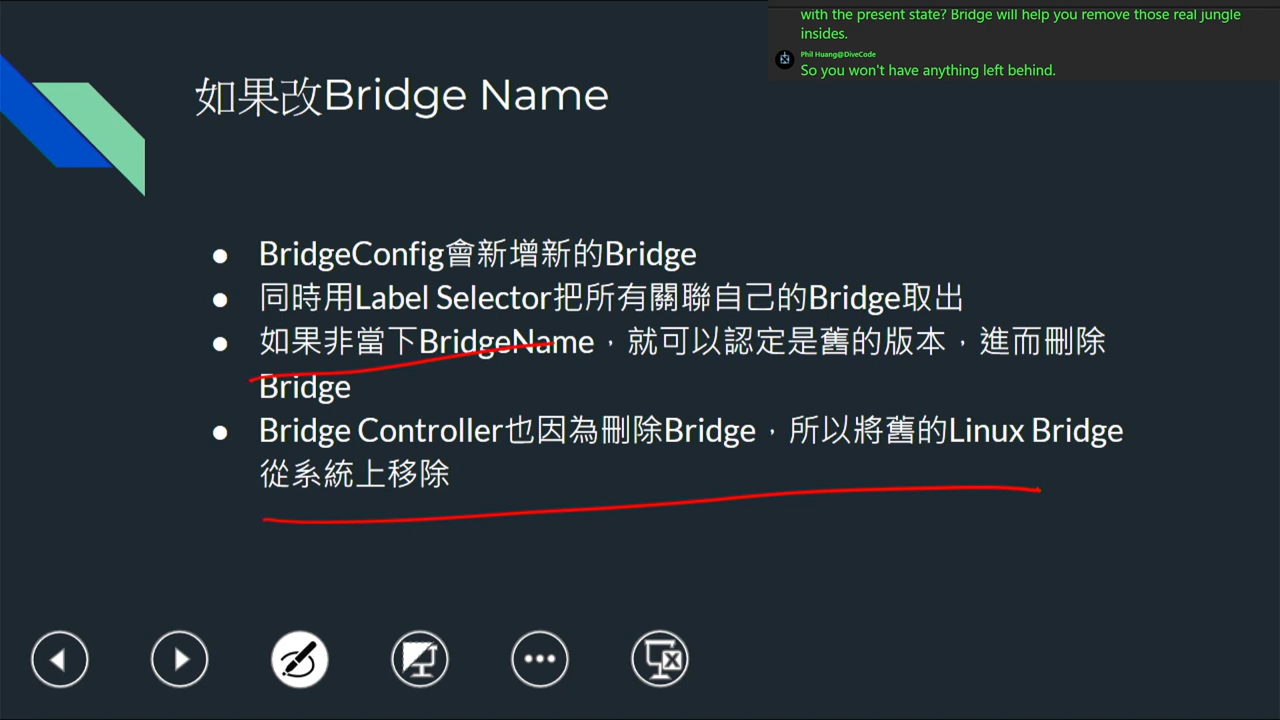 with the present state? Bridge will help you remove those real jungle
insides.
Phil Huang@DiveCode
So you won't have anything left behind.
如果改Bridge Name
BridgeConfig會新增新的Bridge
同時用Label Selector把所有關聯自己的Bridge取出
如果非當下BridgeName，就可以認定是舊的版本，進而刪除
Bridge
Bridge Controller也因為刪除Bridge，所以將舊的Linux Bridge
從系統上移除